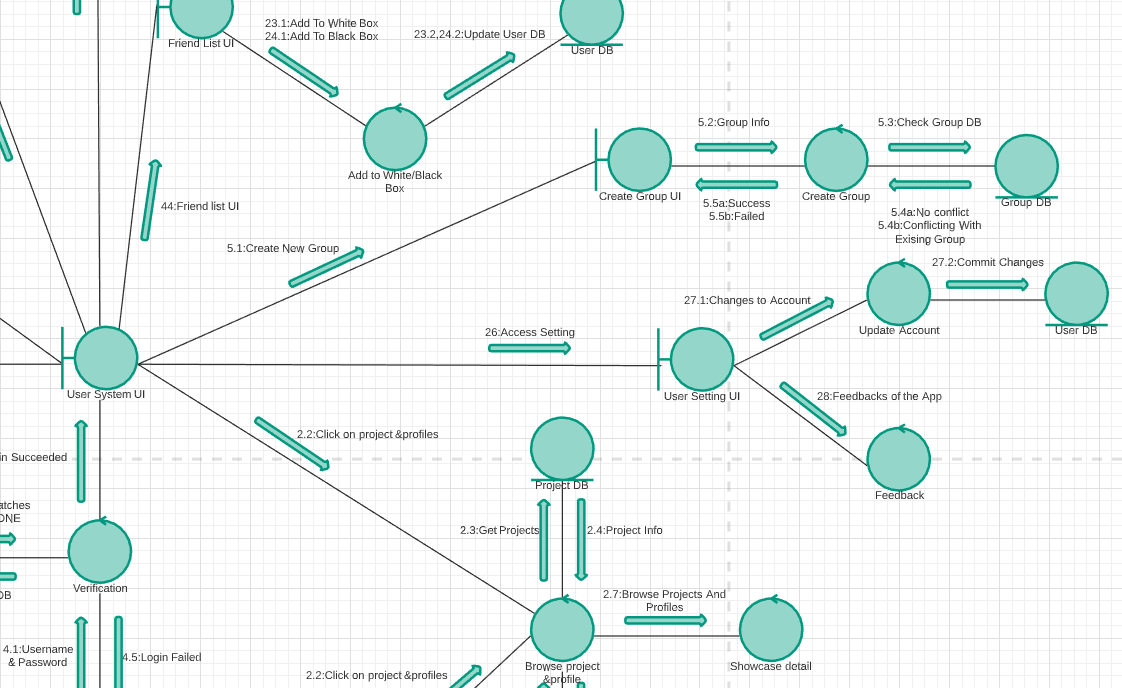 23.1:Add To White Box
24.1:Add To Black Box
23.2,24.2:Update User DB
Friend List UI
User DB
Add to White/Black
Box
5.2:Group Info
5.3:Check Group DB
Create Group UI
Create Group
Group DB
5.5a:Success
5.5b:Failed
5.4a:No conflict
5.4b:Conflicting With
Exising Group
44:Friend list UI
5.1:Create New Group
27.2:Commit Changes
27.1:Changes to Account
Update Account
User DB
26:Access Setting
User System UI
User Setting UI
28:Feedbacks of the App
2.2:Click on project &profiles
in Succeeded
Project DB
Feedback
atches
ONE
2.3:Get Projects
2.4:Project Info
Verification
DB
2.7:Browse Projects And
Profiles
4.1:Username
& Password
4.5:Login Failed
Browse project
&profile
Showcase detail
2.2:Click on project &profiles